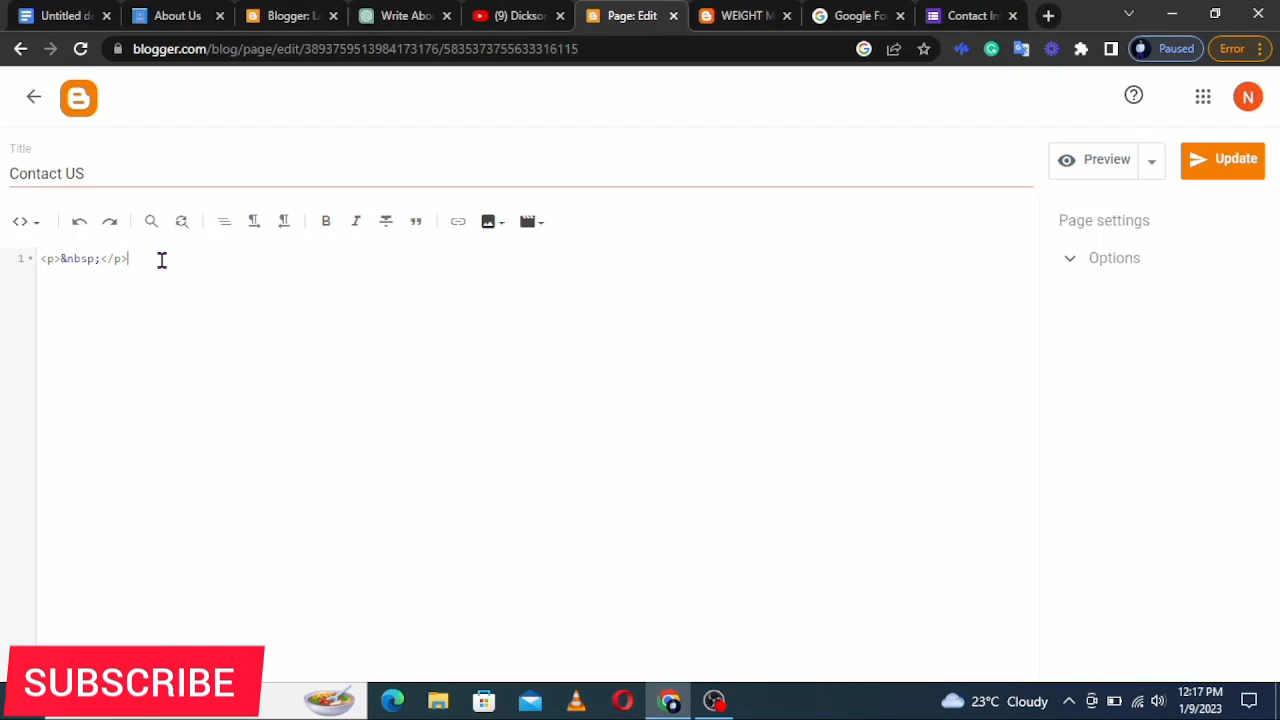 Untitled d
About Us
Blogger: L
Write Abo
(9) Dickso
Page: Edit
WEIGHT M
Google Fo
Contact In
blogger.com/blog/page/edit/3893759513984173176/5835373755633316115
Paused
Error
N
Title
Contact US
Preview
Update
Page settings
Options
1
<p>&nbsp;</p>
SUBSCRIBE
23°C Cloudy
12:17 PM
1/9/2023